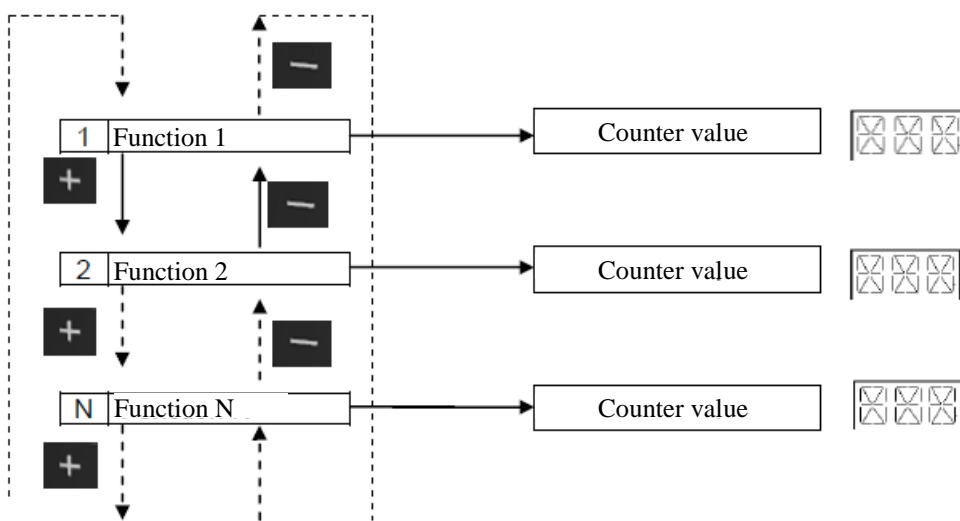 −
1 Function 1 Counter value
+
−
2 Function 2 Counter value
+
−
N Function N Counter value
+